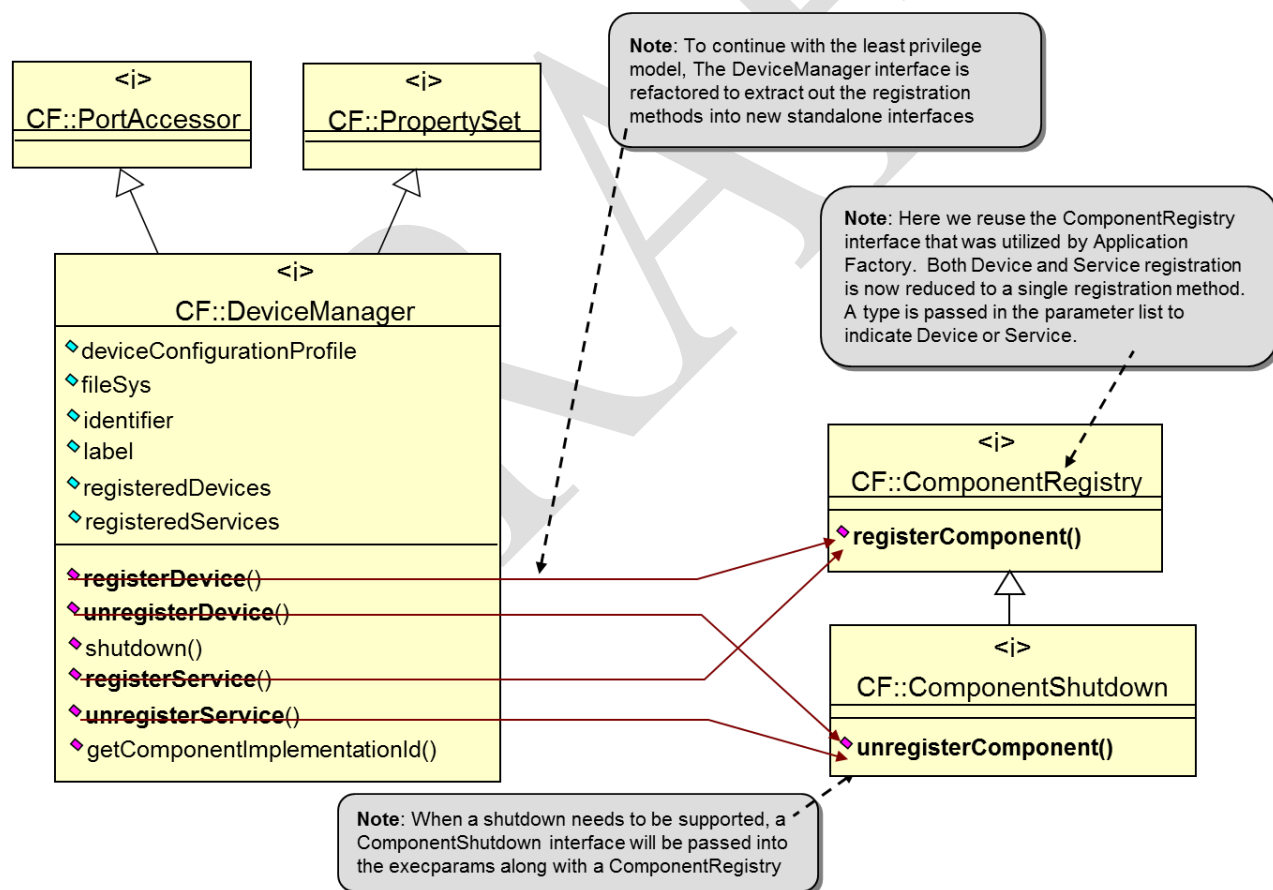 Note: To continue with the least privilege
model, The DeviceManager interface is
refactored to extract out the registration
methods into new standalone interfaces
<i>
CF::PortAccessor
<i>
CF::PropertySet
Note: Here we reuse the ComponentRegistry
interface that was utilized by Application
Factory. Both Device and Service registration
is now reduced to a single registration method.
A type is passed in the parameter list to
indicate Device or Service.
<i>
CF::DeviceManager
deviceConfigurationProfile
fileSys
identifier
label
registeredDevices
registeredServices
registerDevice()
unregisterDevice()
shutdown()
registerService()
unregisterService()
getComponentImplementationId()
<i>
CF::ComponentRegistry
registerComponent()
<i>
CF::ComponentShutdown
unregisterComponent()
Note: When a shutdown needs to be supported, a
ComponentShutdown interface will be passed into
the execparams along with a ComponentRegistry